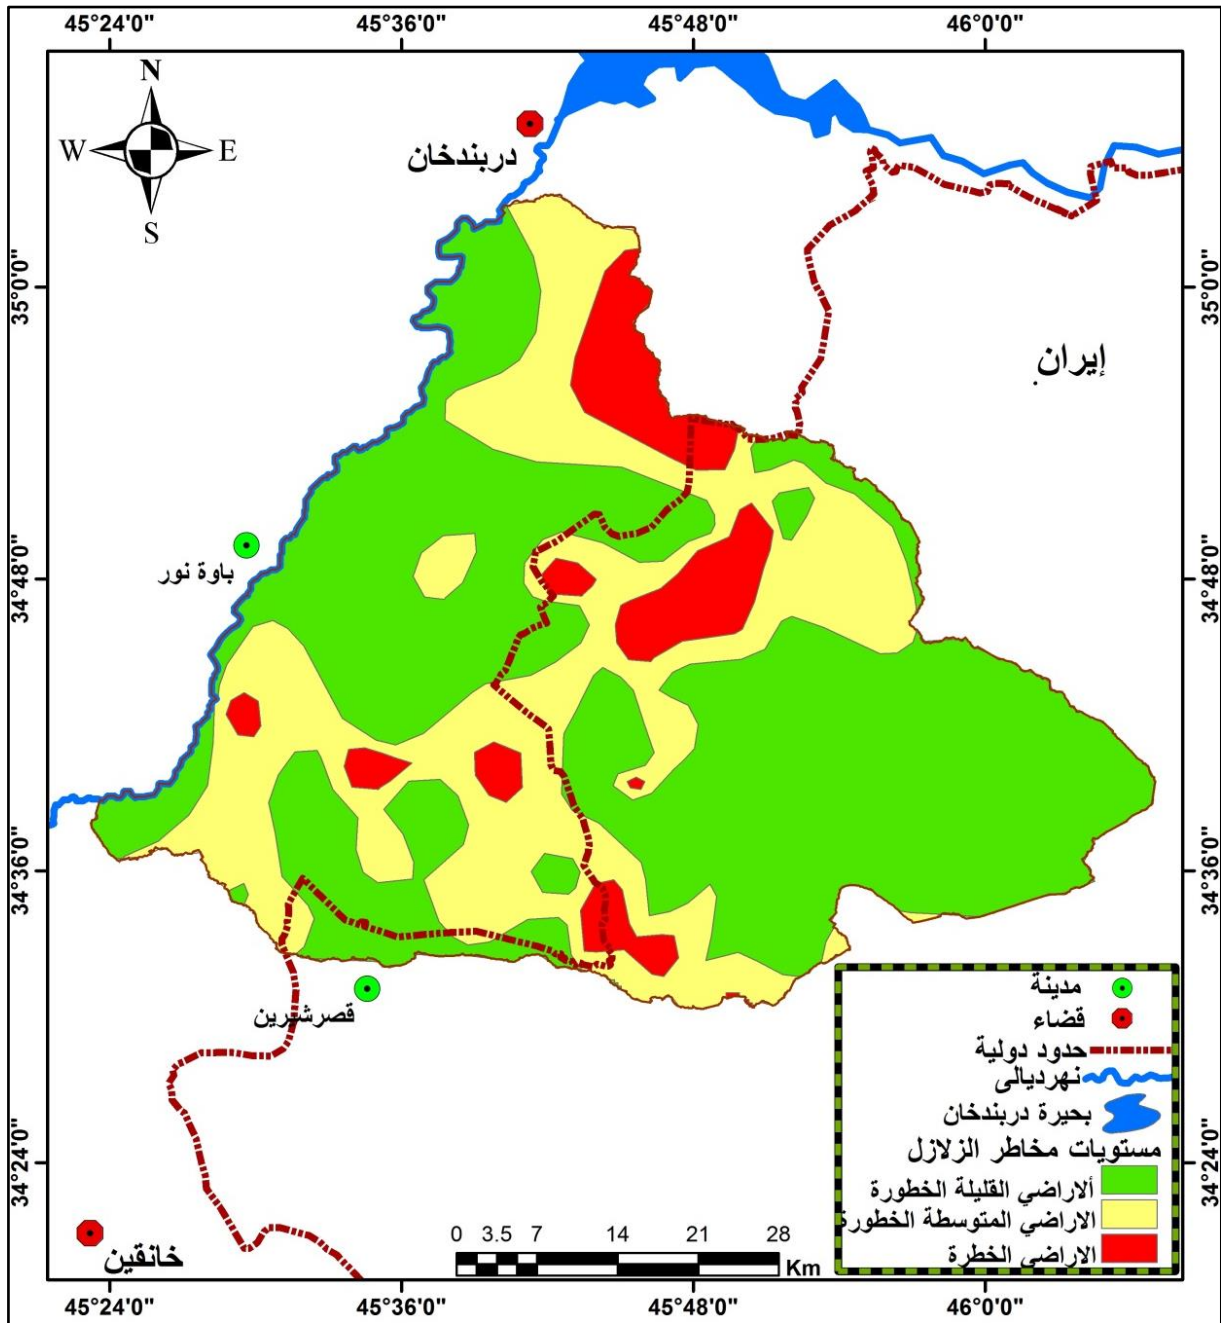 45°24'0" 45°36'0" 45°48'0" 46°0'0"
N
W E
S
دربندخان
35°0'0" 35°0'0"
إيران
34°48'0" 34°48'0"
باوة نور
34°36'0" 34°36'0"
قصرشيرين
34°24'0" 34°24'0"
خانقين
مدينة
قضاء
حدود دولية
نهرديالى
بحيرة دربندخان
مستويات مخاطر الزلازل
ألاراضي القليلة الخطورة
الاراضي المتوسطة الخطورة
الاراضي الخطرة
0 3.5 7 14 21 28
Km
45°24'0" 45°36'0" 45°48'0" 46°0'0"